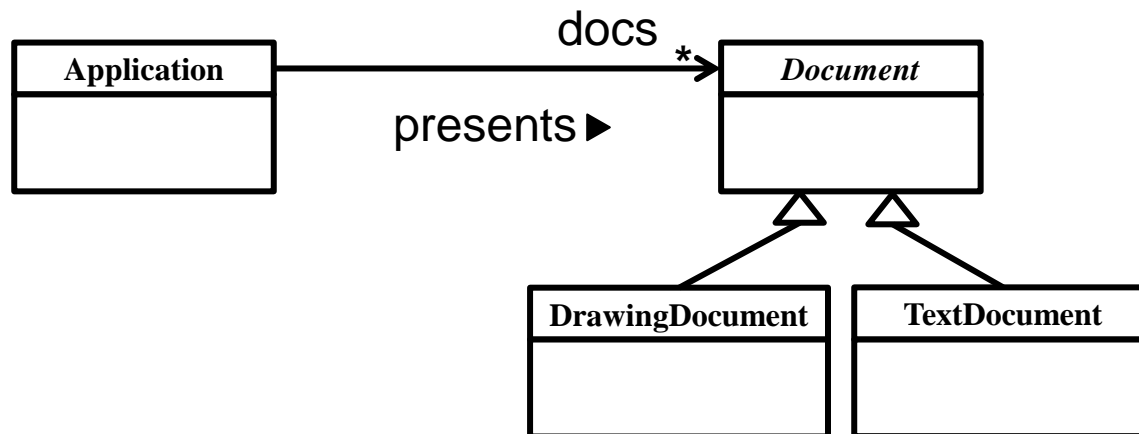 docs
*
Application
Document
presents ▶
DrawingDocument
TextDocument